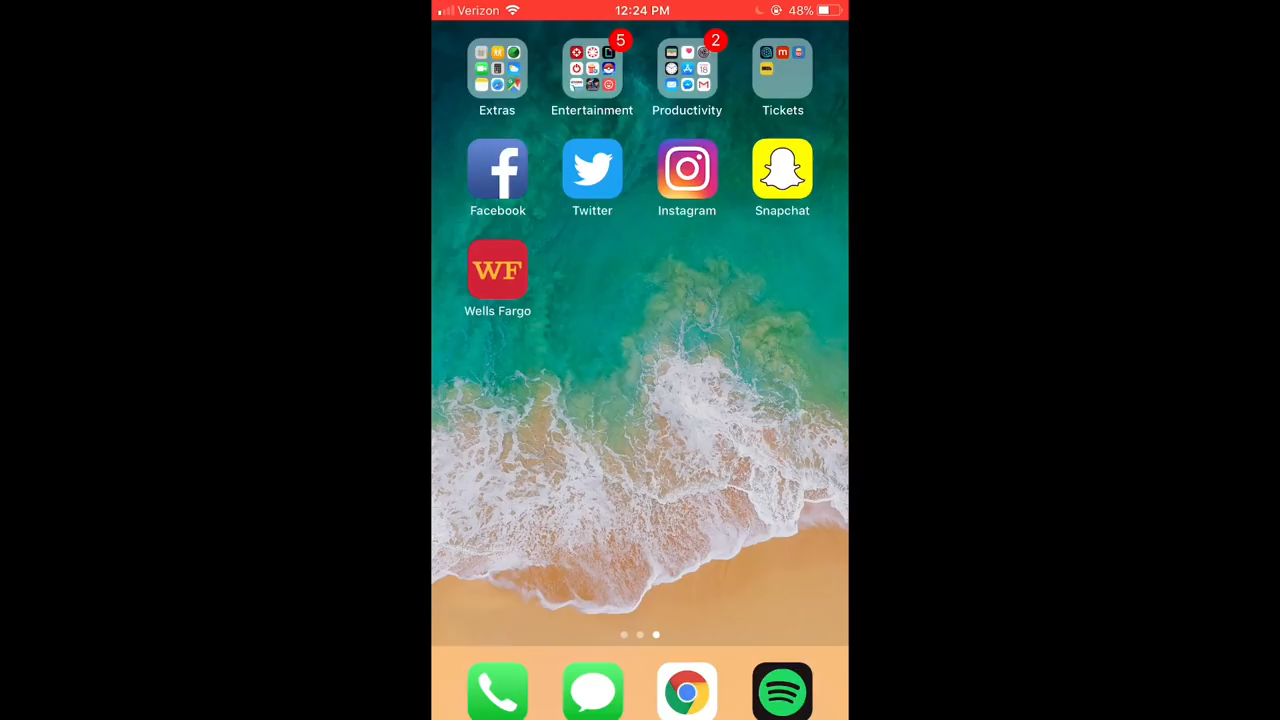 Verizon 12:24 PM 48%
5 2
Extras Entertainment Productivity Tickets
Facebook Twitter Instagram Snapchat
WF
Wells Fargo